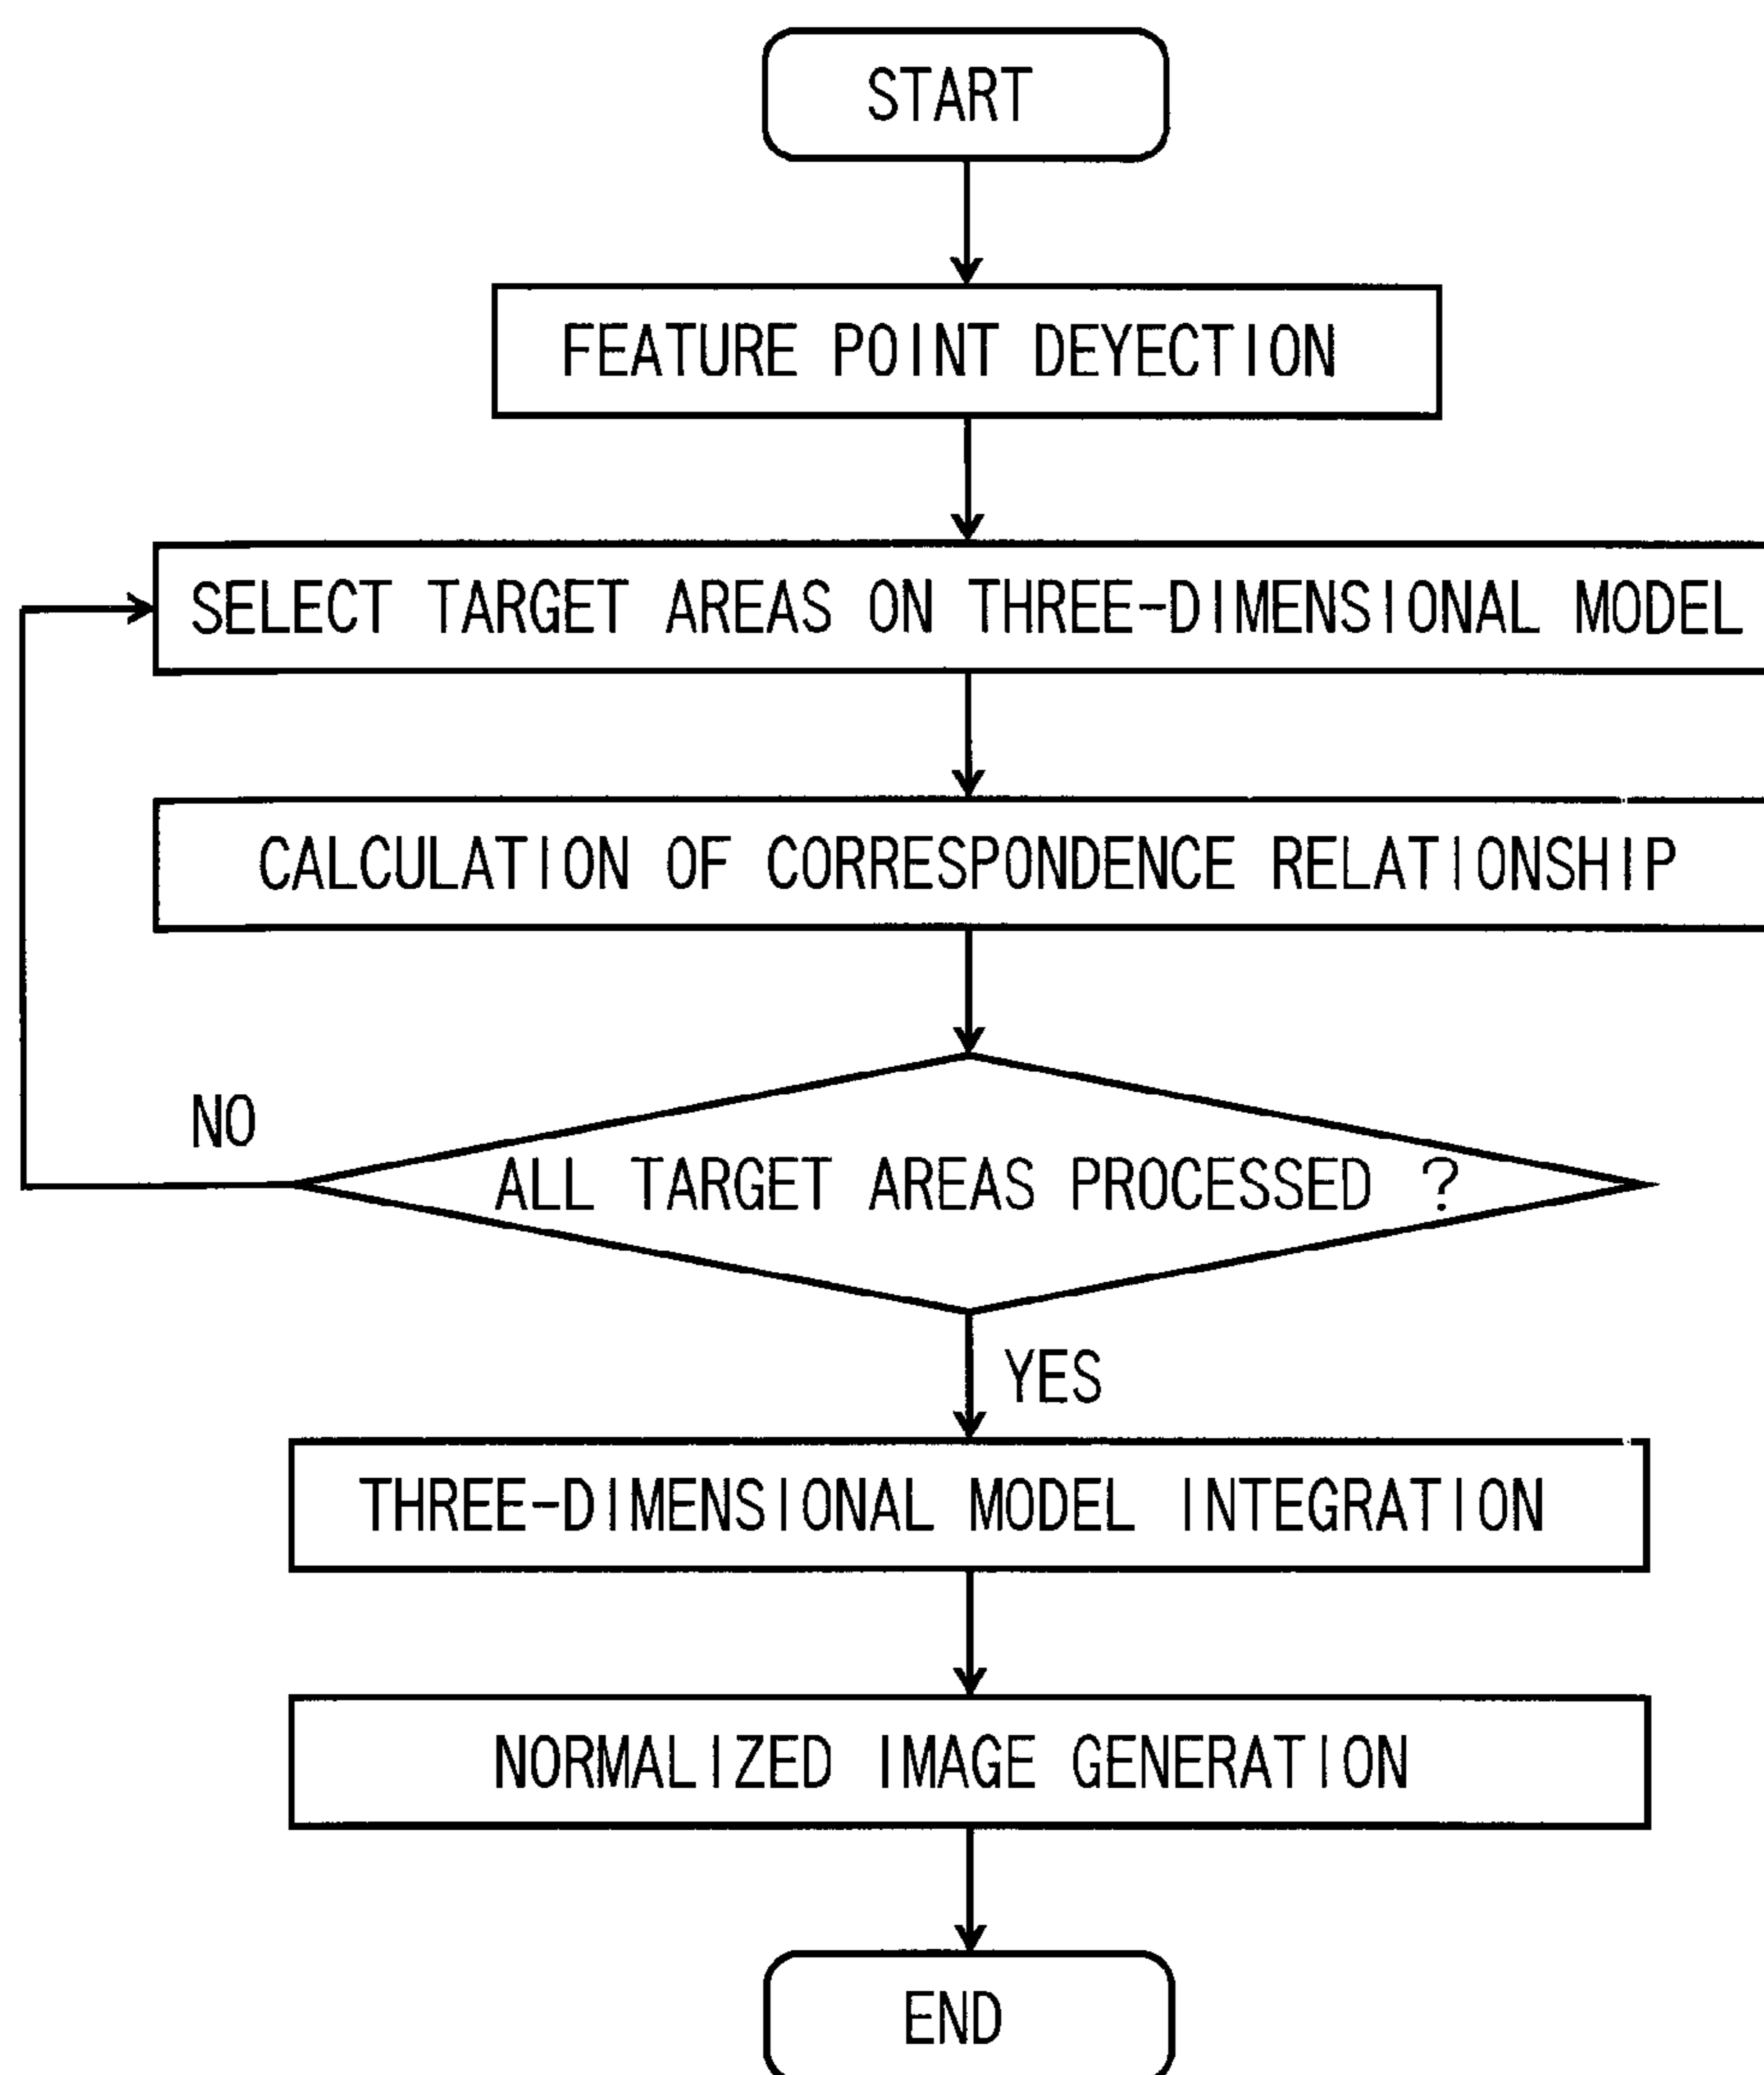 START
FEATURE POINT DEYECTION
SELECT TARGET AREAS ON THREE-DIMENSIONAL MODEL
CALCULATION OF CORRESPONDENCE RELATIONSHIP
NO
ALL TARGET AREAS PROCESSED ?
YES
THREE-DIMENSIONAL MODEL INTEGRATION
NORMALIZED IMAGE GENERATION
END